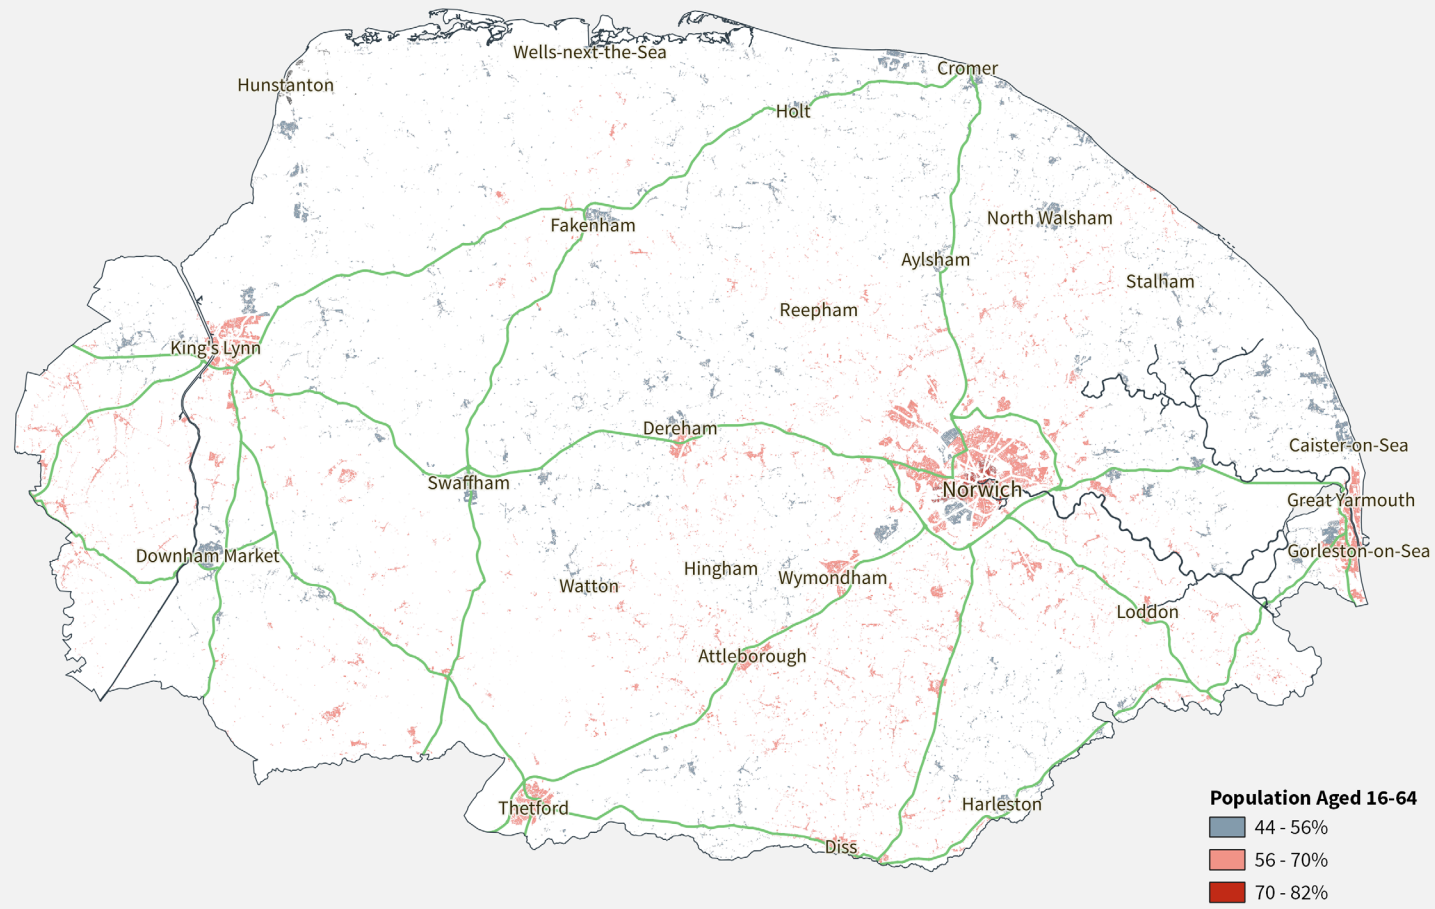 Wells-next-the-Sea
Cromer
Hunstanton
Holt
North Walsham
Fakenham
Aylsham
Stalham
Reepham
King's Lynn
Dereham
Caister-on-Sea
Swaffham
Norwich
Great Yarmouth
Gorleston-on-Sea
Downham Market
Hingham
Wymondham
Watton
Loddon
Attleborough
Thetford
Harleston
Diss
Population Aged 16-64
44 - 56%
56 - 70%
70 - 82%